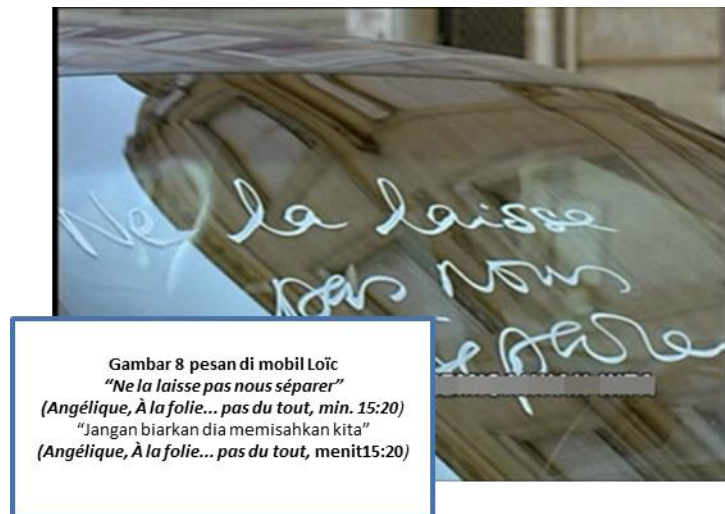 Ne la laisse
pas nous
Gambar 8 pesan di mobil Loïc
“Ne la laisse pas nous séparer”
(Angélique, À la folie... pas du tout, min. 15:20)
“Jangan biarkan dia memisahkan kita”
(Angélique, À la folie... pas du tout, menit15:20)